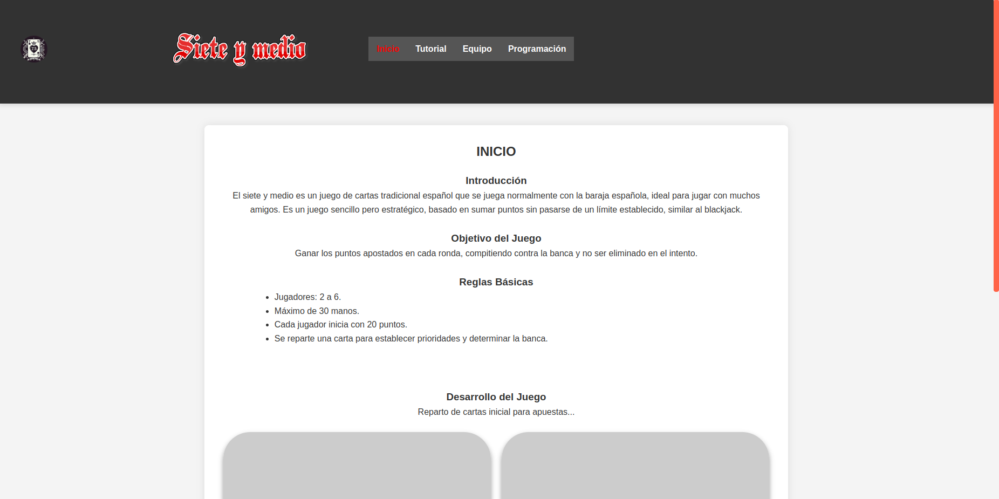 7.5
Siete y medio
Inicio Tutorial Equipo Programación
INICIO
Introducción
El siete y medio es un juego de cartas tradicional español que se juega normalmente con la baraja española, ideal para jugar con muchos
amigos. Es un juego sencillo pero estratégico, basado en sumar puntos sin pasarse de un límite establecido, similar al blackjack.
Objetivo del Juego
Ganar los puntos apostados en cada ronda, compitiendo contra la banca y no ser eliminado en el intento.
Reglas Básicas
• Jugadores: 2 a 6.
• Máximo de 30 manos.
• Cada jugador inicia con 20 puntos.
• Se reparte una carta para establecer prioridades y determinar la banca.
Desarrollo del Juego
Reparto de cartas inicial para apuestas...